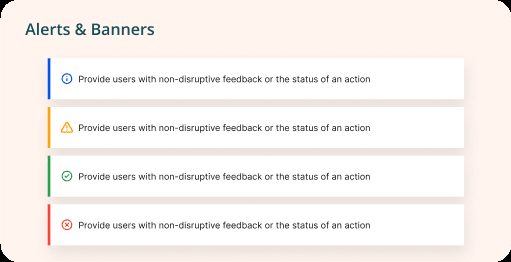 Alerts & Banners
Provide users with non-disruptive feedback or the status of an action
Provide users with non-disruptive feedback or the status of an action
Provide users with non-disruptive feedback or the status of an action
Provide users with non-disruptive feedback or the status of an action